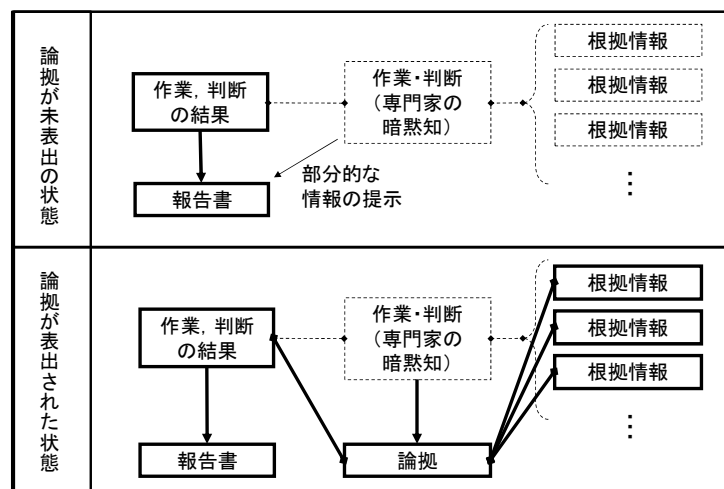 論拠が未表出の状態
作業，判断
の結果
報告書
作業・判断
（専門家の
暗黙知）
部分的な
情報の提示
根拠情報
根拠情報
根拠情報
⋮
論拠が表出された状態
作業，判断
の結果
報告書
作業・判断
（専門家の
暗黙知）
論拠
根拠情報
根拠情報
根拠情報
⋮